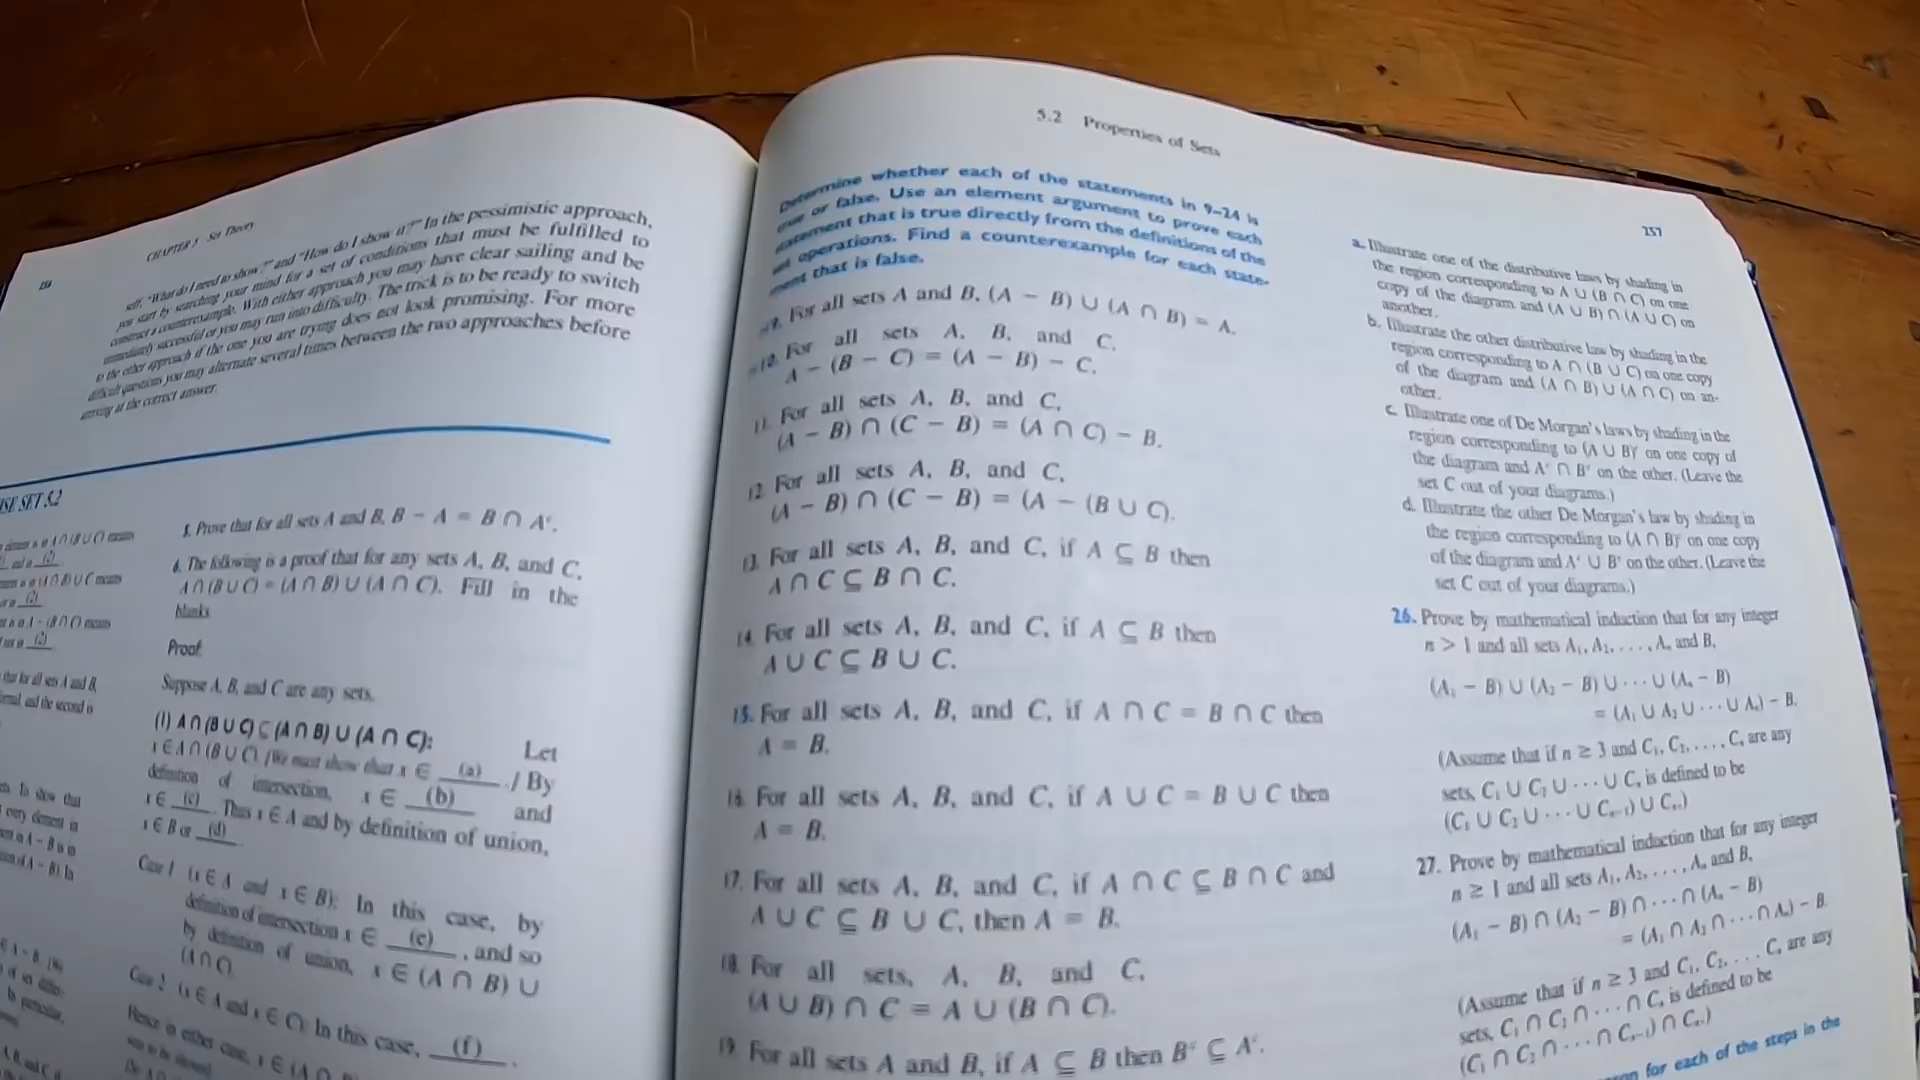 CHAPTER 5 Set Theory
self, "What do I need to show?" and "How do I show it?" In the pessimistic approach,
you start by searching your mind for a set of conditions that must be fulfilled to
construct a counterexample. With either approach you may have clear sailing and be
immediately successful or you may run into difficulty. The trick is to be ready to switch
to the other approach if the one you are trying does not look promising. For more
difficult questions you may alternate several times between the two approaches before
arriving at the correct answer.
SE SET 5.2
5. Prove that for all sets A and B, B − A = B ∩ Aᶜ.
6. The following is a proof that for any sets A, B, and C,
A ∩ (B ∪ C) = (A ∩ B) ∪ (A ∩ C). Fill in the
blanks.
Proof:
Suppose A, B, and C are any sets.
(1) A ∩ (B ∪ C) ⊆ (A ∩ B) ∪ (A ∩ C): Let
x ∈ A ∩ (B ∪ C). [We must show that x ∈ (a) .] By
definition of intersection, x ∈ (b) and
x ∈ (c) . Thus x ∈ A and by definition of union,
x ∈ B or (d) .
Case 1 (x ∈ A and x ∈ B): In this case, by
definition of intersection x ∈ (e) , and so
by definition of union, x ∈ (A ∩ B) ∪
(A ∩ C).
Case 2 (x ∈ A and x ∈ C): In this case, (f) .
Hence in either case, x ∈ (A ∩
5.2 Properties of Sets
257
Determine whether each of the statements in 9–24 is
true or false. Use an element argument to prove each
statement that is true directly from the definitions of the
set operations. Find a counterexample for each state-
ment that is false.
9. For all sets A and B, (A − B) ∪ (A ∩ B) = A.
10. For all sets A, B, and C,
A − (B − C) = (A − B) − C.
11. For all sets A, B, and C,
(A − B) ∩ (C − B) = (A ∩ C) − B.
12. For all sets A, B, and C,
(A − B) ∩ (C − B) = (A − (B ∪ C).
13. For all sets A, B, and C, if A ⊆ B then
A ∩ C ⊆ B ∩ C.
14. For all sets A, B, and C, if A ⊆ B then
A ∪ C ⊆ B ∪ C.
15. For all sets A, B, and C, if A ∩ C = B ∩ C then
A = B.
16. For all sets A, B, and C, if A ∪ C = B ∪ C then
A = B.
17. For all sets A, B, and C, if A ∩ C ⊆ B ∩ C and
A ∪ C ⊆ B ∪ C, then A = B.
18. For all sets, A, B, and C,
(A ∪ B) ∩ C = A ∪ (B ∩ C).
19. For all sets A and B, if A ⊆ B then Bᶜ ⊆ Aᶜ.
a. Illustrate one of the distributive laws by shading in
the region corresponding to A ∪ (B ∩ C) on one
copy of the diagram and (A ∪ B) ∩ (A ∪ C) on
another.
b. Illustrate the other distributive law by shading in the
region corresponding to A ∩ (B ∪ C) on one copy
of the diagram and (A ∩ B) ∪ (A ∩ C) on an-
other.
c. Illustrate one of De Morgan's laws by shading in the
region corresponding to (A ∪ B)ᶜ on one copy of
the diagram and Aᶜ ∩ Bᶜ on the other. (Leave the
set C out of your diagrams.)
d. Illustrate the other De Morgan's law by shading in
the region corresponding to (A ∩ B)ᶜ on one copy
of the diagram and Aᶜ ∪ Bᶜ on the other. (Leave the
set C out of your diagrams.)
26. Prove by mathematical induction that for any integer
n > 1 and all sets A₁, A₂, . . . , Aₙ and B,
(A₁ − B) ∪ (A₂ − B) ∪ ⋯ ∪ (Aₙ − B)
= (A₁ ∪ A₂ ∪ ⋯ ∪ Aₙ) − B.
(Assume that if n ≥ 3 and C₁, C₂, . . . , Cₙ are any
sets, C₁ ∪ C₂ ∪ ⋯ ∪ Cₙ is defined to be
(C₁ ∪ C₂ ∪ ⋯ ∪ Cₙ₋₁) ∪ Cₙ.)
27. Prove by mathematical induction that for any integer
n ≥ 1 and all sets A₁, A₂, . . . , Aₙ and B,
(A₁ − B) ∩ (A₂ − B) ∩ ⋯ ∩ (Aₙ − B)
= (A₁ ∩ A₂ ∩ ⋯ ∩ Aₙ) − B.
(Assume that if n ≥ 3 and C₁, C₂, . . . , Cₙ are any
sets, C₁ ∩ C₂ ∩ ⋯ ∩ Cₙ is defined to be
(C₁ ∩ C₂ ∩ ⋯ ∩ Cₙ₋₁) ∩ Cₙ.)
for each of the steps in the